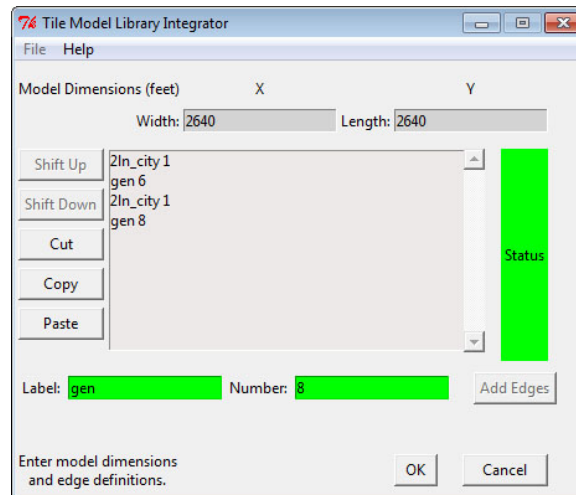 Tile Model Library Integrator
File Help
Model Dimensions (feet) X Y
Width: 2640 Length: 2640
Shift Up
Shift Down
Cut
Copy
Paste
2ln_city 1
gen 6
2ln_city 1
gen 8
Status
Label: gen Number: 8 Add Edges
Enter model dimensions
and edge definitions.
OK Cancel